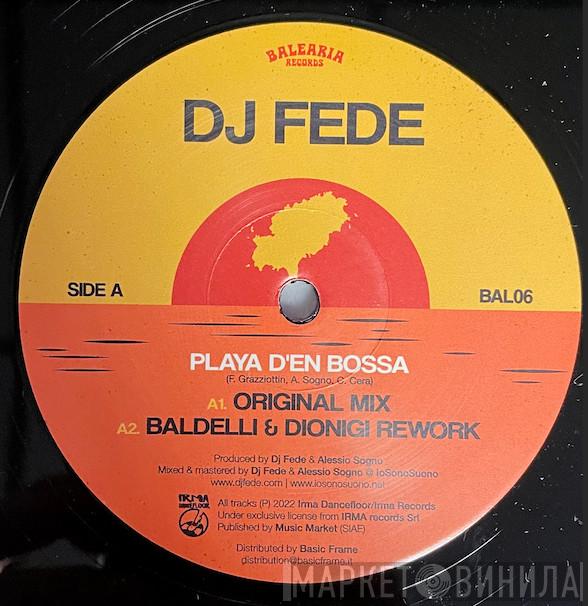 BALEARIA
RECORDS
DJ FEDE
SIDE A
BAL06
PLAYA D'EN BOSSA
(F. Grazziottin, A. Sogno, C. Cera)
A1. ORIGINAL MIX
A2. BALDELLI & DIONIGI REWORK
Produced by Dj Fede & Alessio Sogno
Mixed & mastered by Dj Fede & Alessio Sogno @ IoSonoSuono
www.djfede.com | www.iosonosuono.net
IRMA
DANCEFLOOR
All tracks (P) 2022 Irma Dancefloor/Irma Records
Under exclusive license from IRMA records Srl
Published by Music Market (SIAE)
Distributed by Basic Frame
distribution@basicframe.it
МАРКЕТ ВИНИЛА